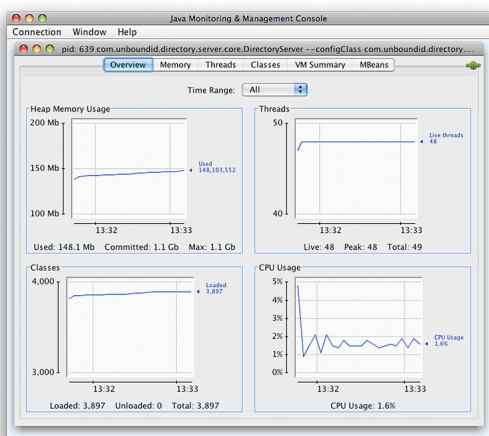 Java Monitoring & Management Console
Connection Window Help
pid: 639 com.unboundid.directory.server.core.DirectoryServer --configClass com.unboundid.directory....
Overview Memory Threads Classes VM Summary MBeans
Time Range: All
Heap Memory Usage
200 Mb
150 Mb
100 Mb
Used
148,103,552
13:32 13:33
Used: 148.1 Mb Committed: 1.1 Gb Max: 1.1 Gb
Threads
50
40
Live threads
48
13:32 13:33
Live: 48 Peak: 48 Total: 49
Classes
4,000
3,000
Loaded
3,897
13:32 13:33
Loaded: 3,897 Unloaded: 0 Total: 3,897
CPU Usage
5%
4%
3%
2%
1%
0%
CPU Usage
1.6%
13:32 13:33
CPU Usage: 1.6%